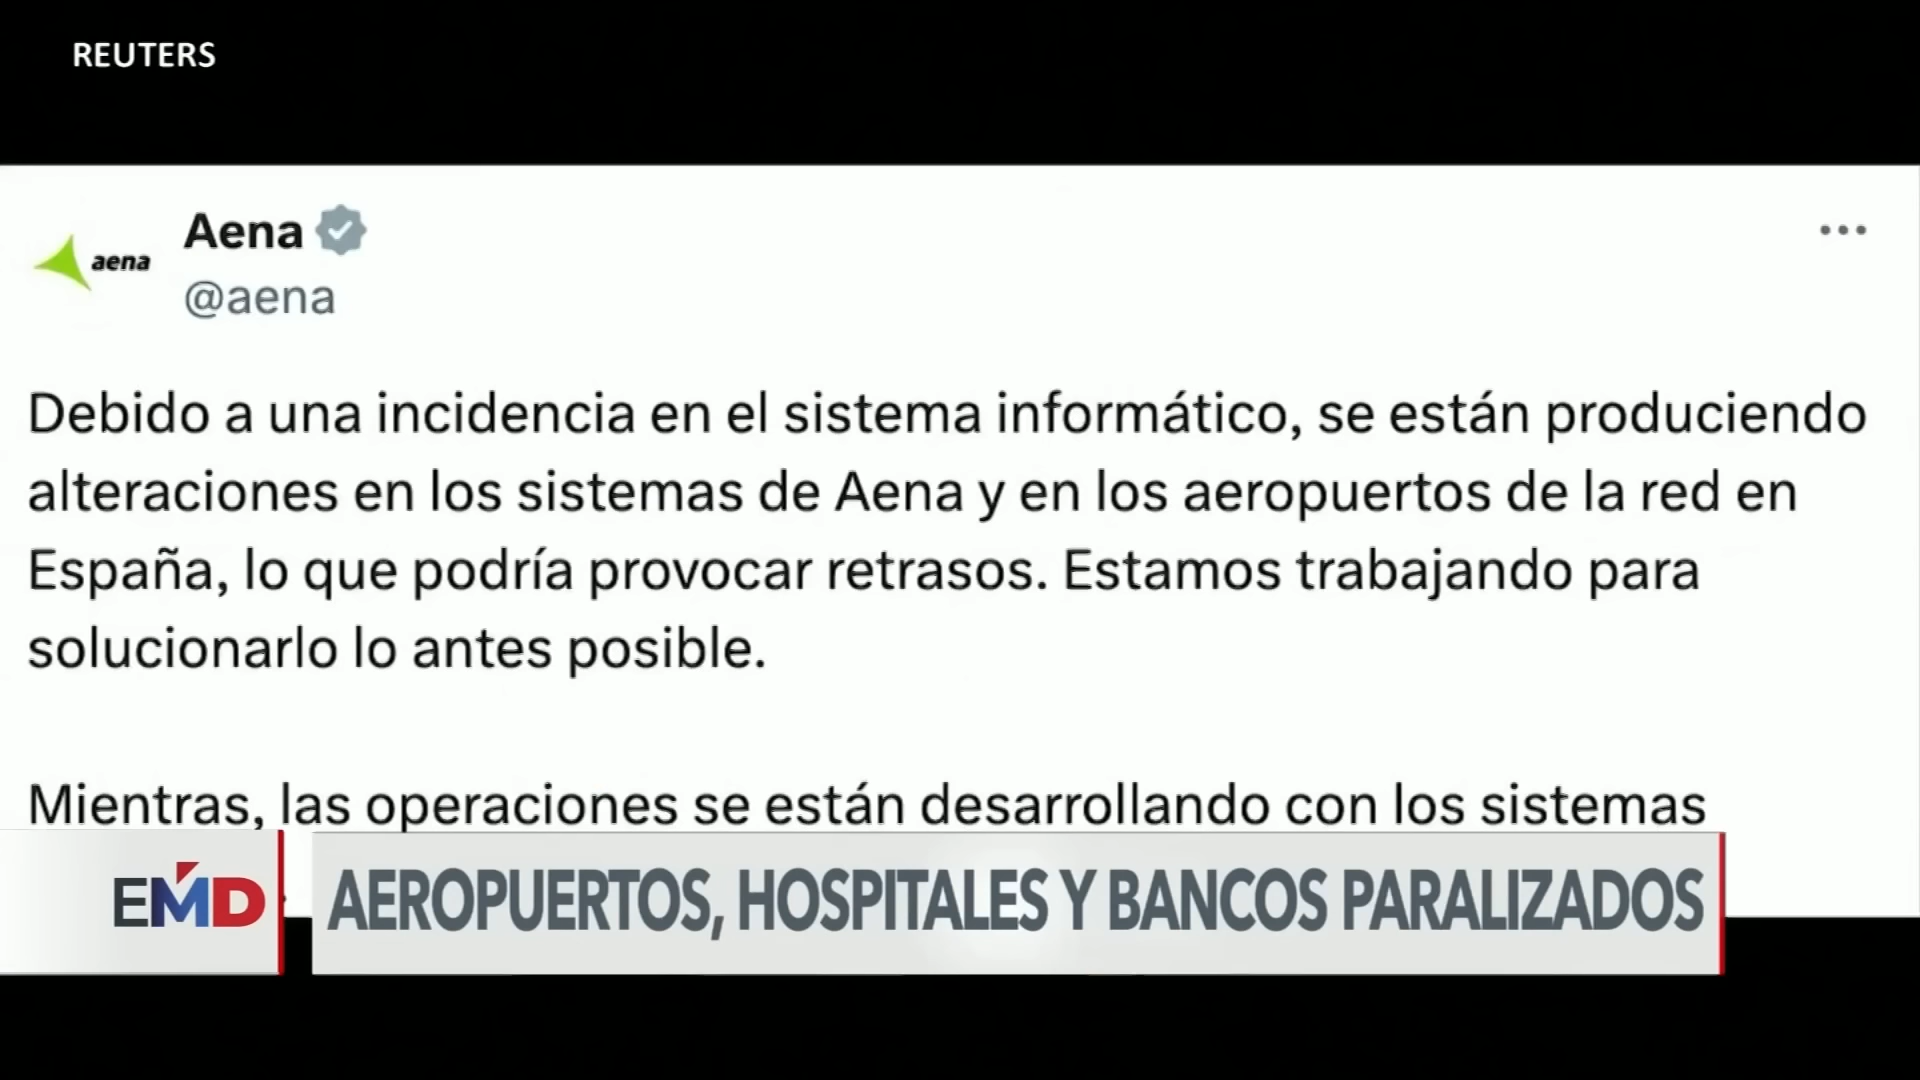 REUTERS
Aena
aena
@aena
Debido a una incidencia en el sistema informático, se están produciendo
alteraciones en los sistemas de Aena y en los aeropuertos de la red en
España, lo que podría provocar retrasos. Estamos trabajando para
solucionarlo lo antes posible.
Mientras, las operaciones se están desarrollando con los sistemas
EMD
AEROPUERTOS, HOSPITALES Y BANCOS PARALIZADOS